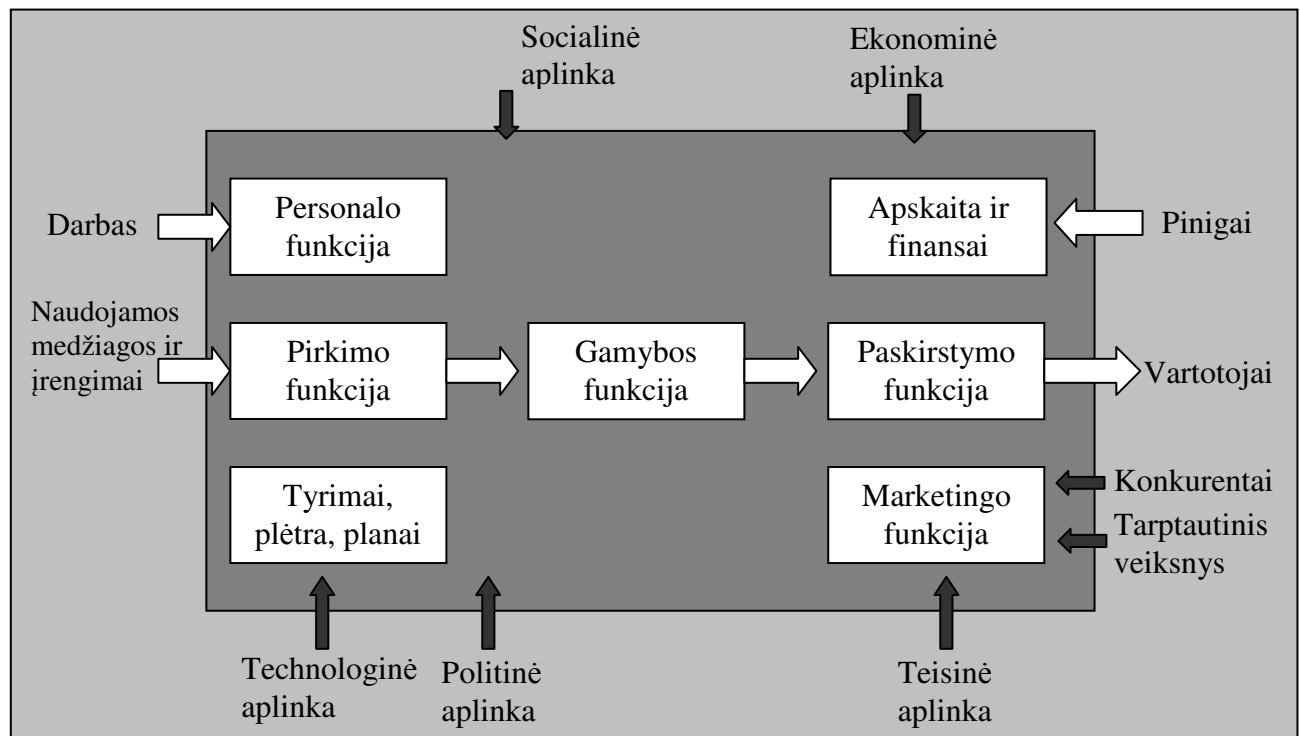 Socialinė
aplinka
Ekonominė
aplinka
Darbas
Personalo
funkcija
Apskaita ir
finansai
Pinigai
Naudojamos
medžiagos ir
įrengimai
Pirkimo
funkcija
Gamybos
funkcija
Paskirstymo
funkcija
Vartotojai
Tyrimai,
plėtra, planai
Marketingo
funkcija
Konkurentai
Tarptautinis
veiksnys
Technologinė
aplinka
Politinė
aplinka
Teisinė
aplinka